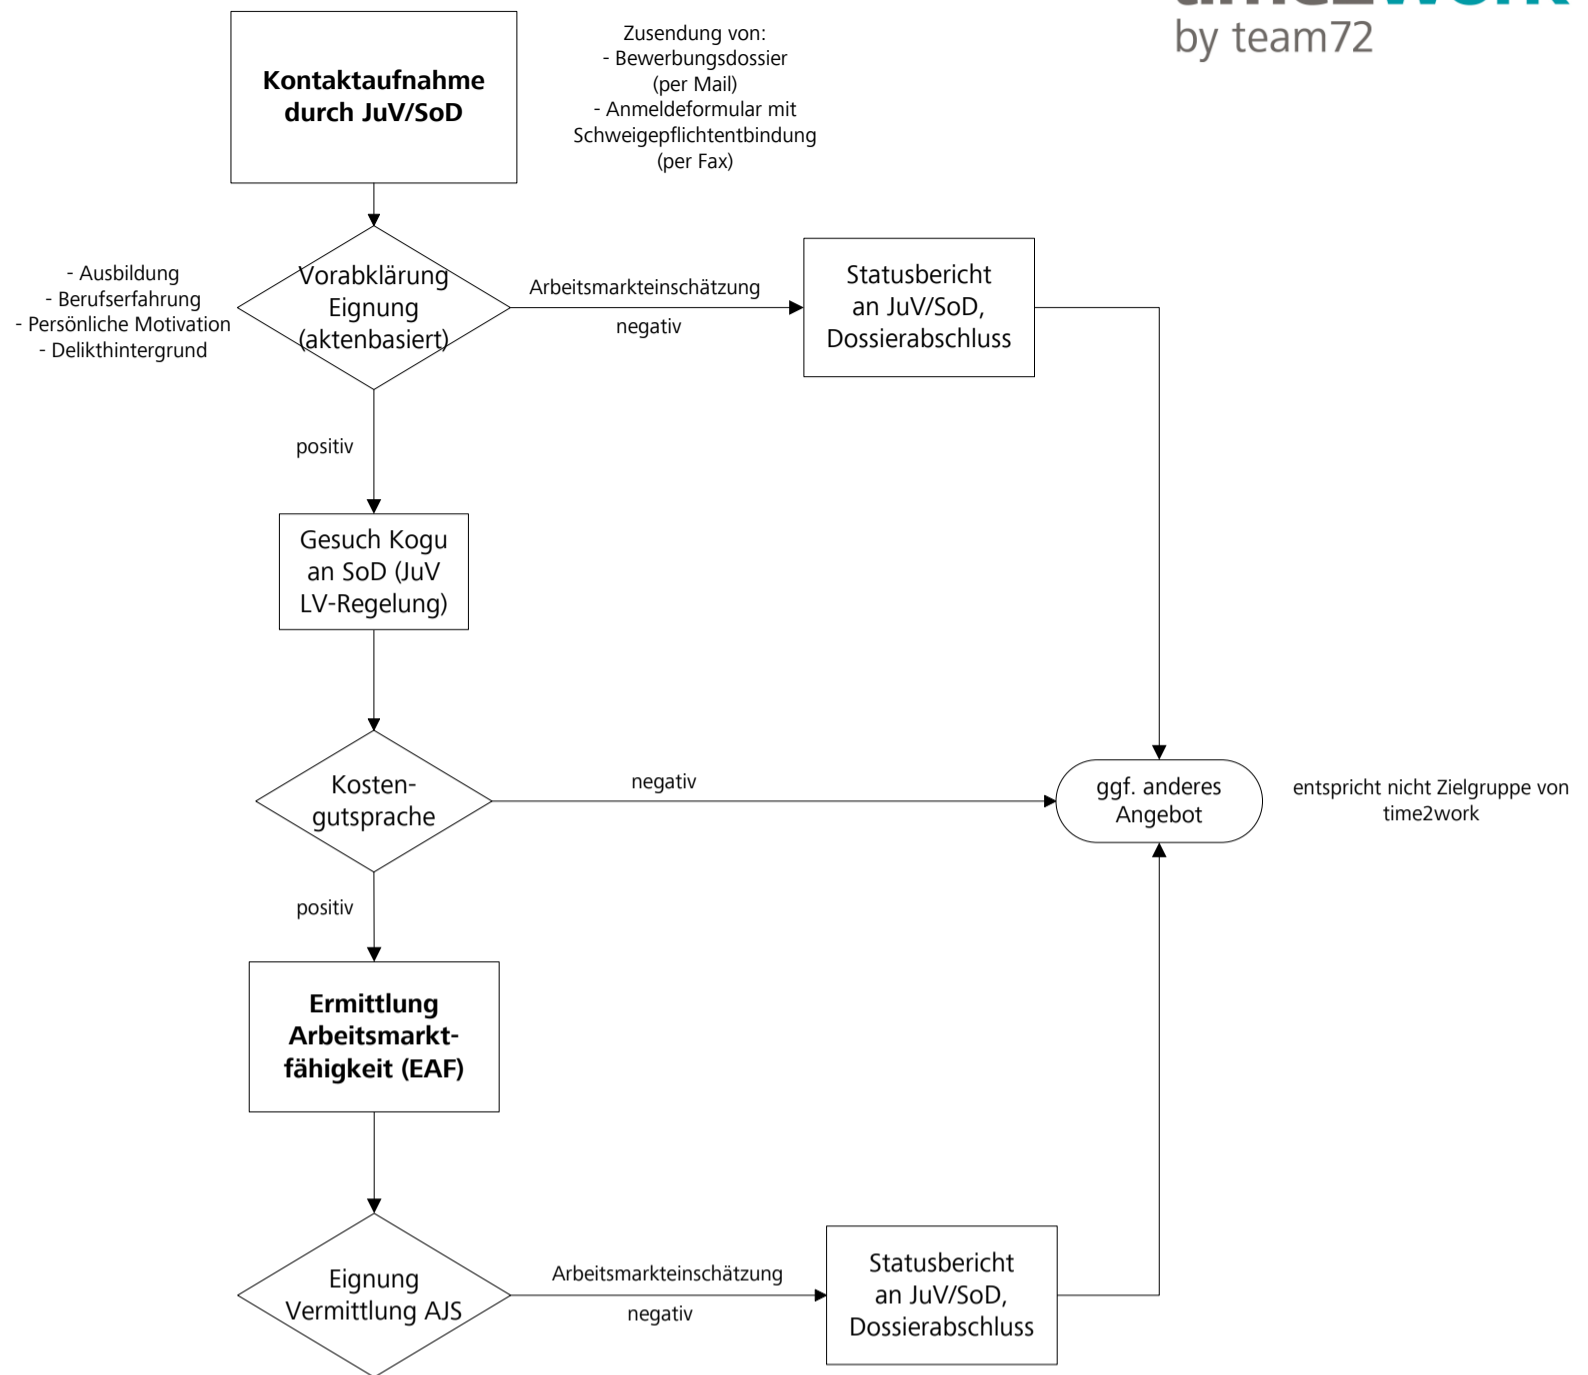 time2work
by team72
Kontaktaufnahme
durch JuV/SoD
Zusendung von:
- Bewerbungsdossier
(per Mail)
- Anmeldeformular mit
Schweigepflichtentbindung
(per Fax)
- Ausbildung
- Berufserfahrung
- Persönliche Motivation
- Delikthintergrund
Vorabklärung
Eignung
(aktenbasiert)
Arbeitsmarkteinschätzung
negativ
Statusbericht
an JuV/SoD,
Dossierabschluss
positiv
Gesuch Kogu
an SoD (JuV
LV-Regelung)
Kosten-
gutsprache
negativ
ggf. anderes
Angebot
entspricht nicht Zielgruppe von
time2work
positiv
Ermittlung
Arbeitsmarkt-
fähigkeit (EAF)
Eignung
Vermittlung AJS
Arbeitsmarkteinschätzung
negativ
Statusbericht
an JuV/SoD,
Dossierabschluss